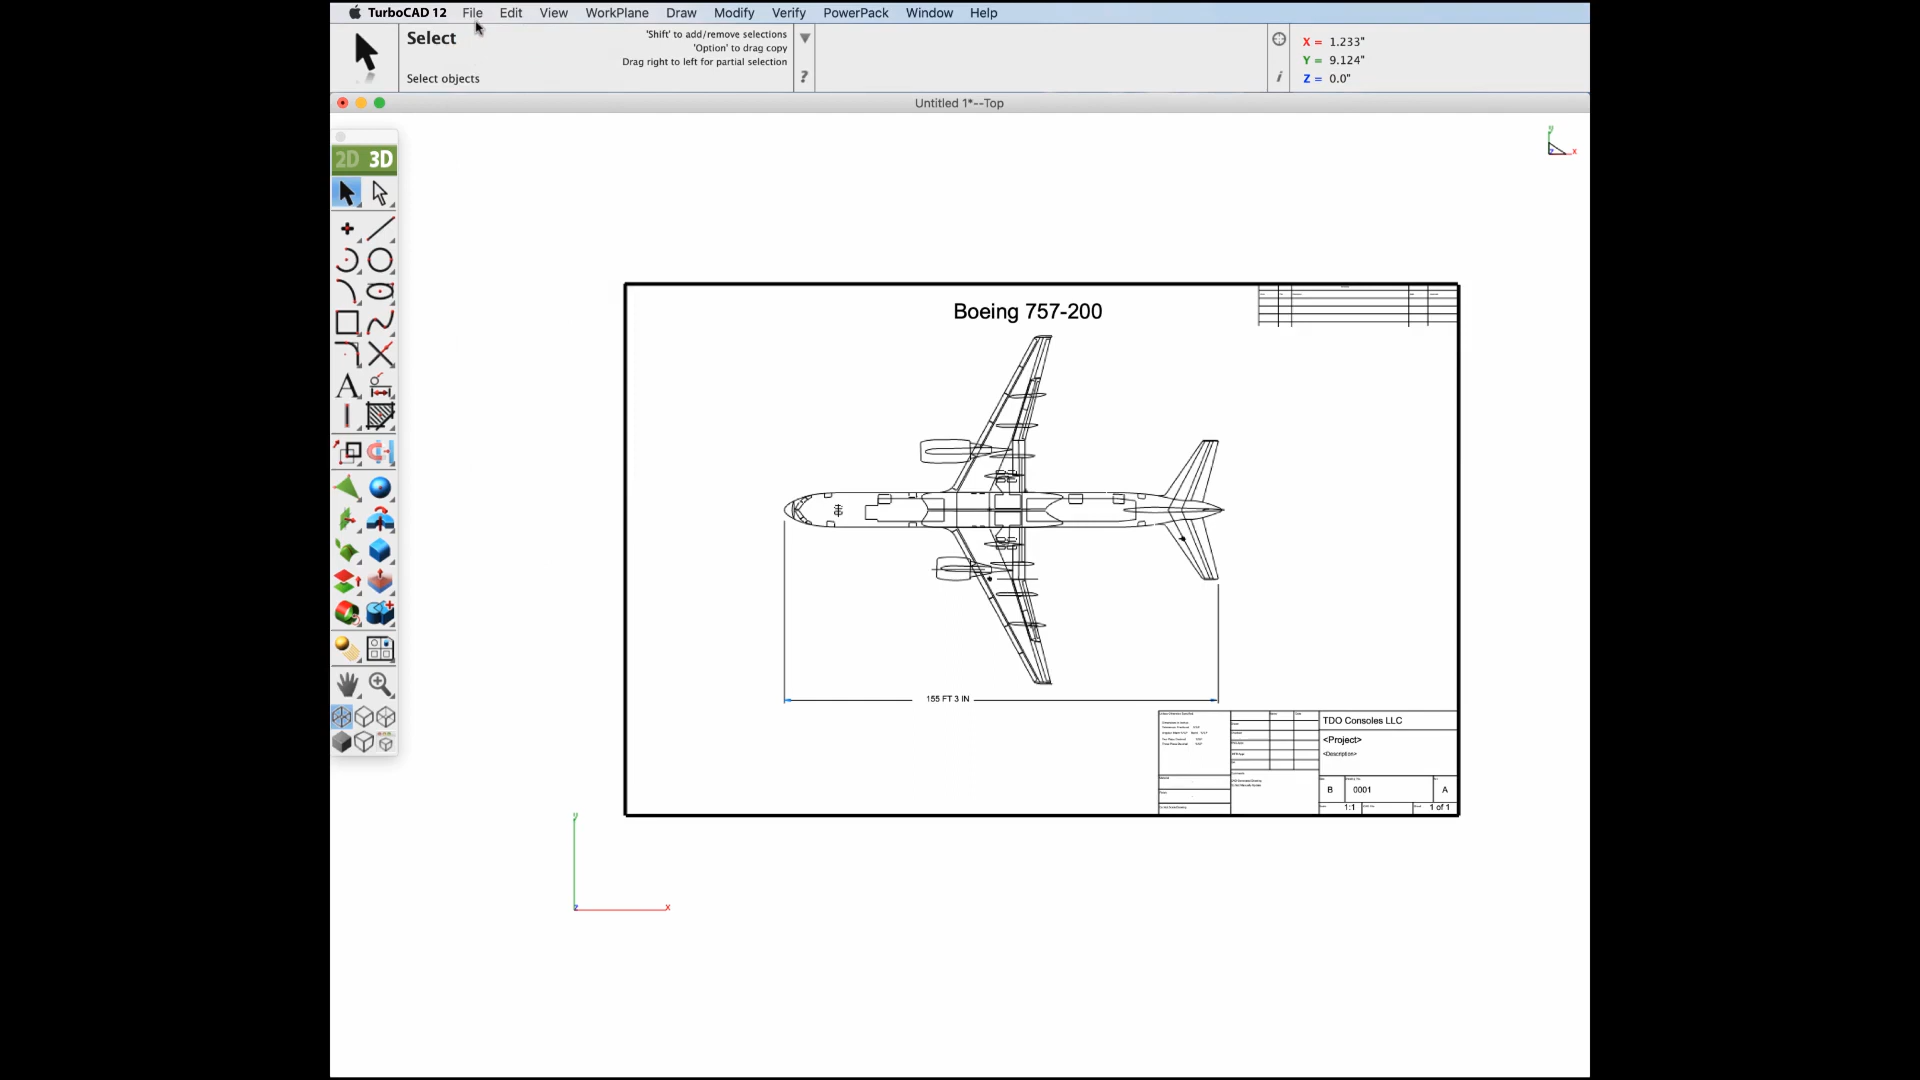 TurboCAD 12 File Edit View WorkPlane Draw Modify Verify PowerPack Window Help
Select
'Shift' to add/remove selections
'Option' to drag copy
Drag right to left for partial selection
Select objects
?
i
X = 1.233"
Y = 9.124"
Z = 0.0"
Untitled 1*--Top
2D 3D
A
y
x
Boeing 757-200
155 FT 3 IN
TDO Consoles LLC
<Project>
<Description>
B 0001 A
1:1 1 of 1
y
z x